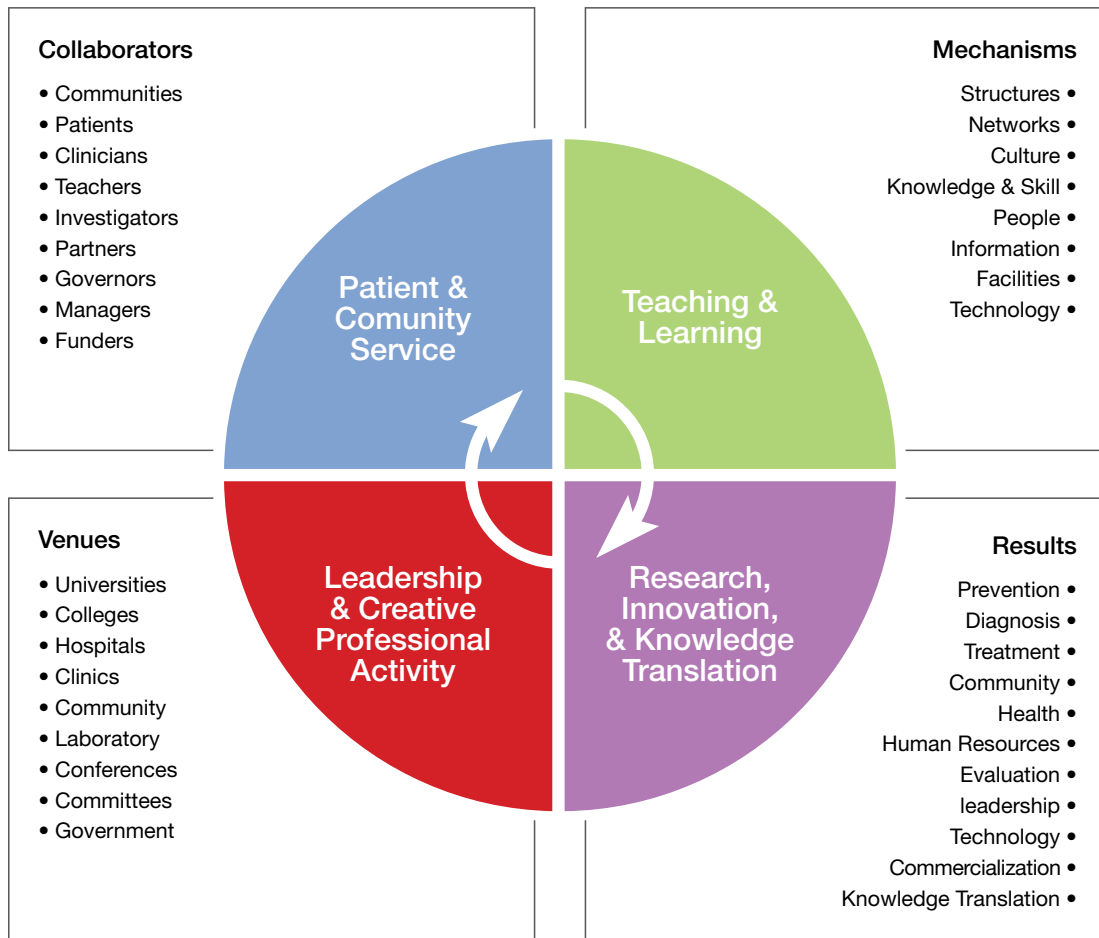 Collaborators
• Communities
• Patients
• Clinicians
• Teachers
• Investigators
• Partners
• Governors
• Managers
• Funders
Mechanisms
Structures •
Networks •
Culture •
Knowledge & Skill •
People •
Information •
Facilities •
Technology •
Patient &
Comunity
Service
Teaching &
Learning
Leadership
& Creative
Professional
Activity
Research,
Innovation,
& Knowledge
Translation
Venues
• Universities
• Colleges
• Hospitals
• Clinics
• Community
• Laboratory
• Conferences
• Committees
• Government
Results
Prevention •
Diagnosis •
Treatment •
Community •
Health •
Human Resources •
Evaluation •
leadership •
Technology •
Commercialization •
Knowledge Translation •